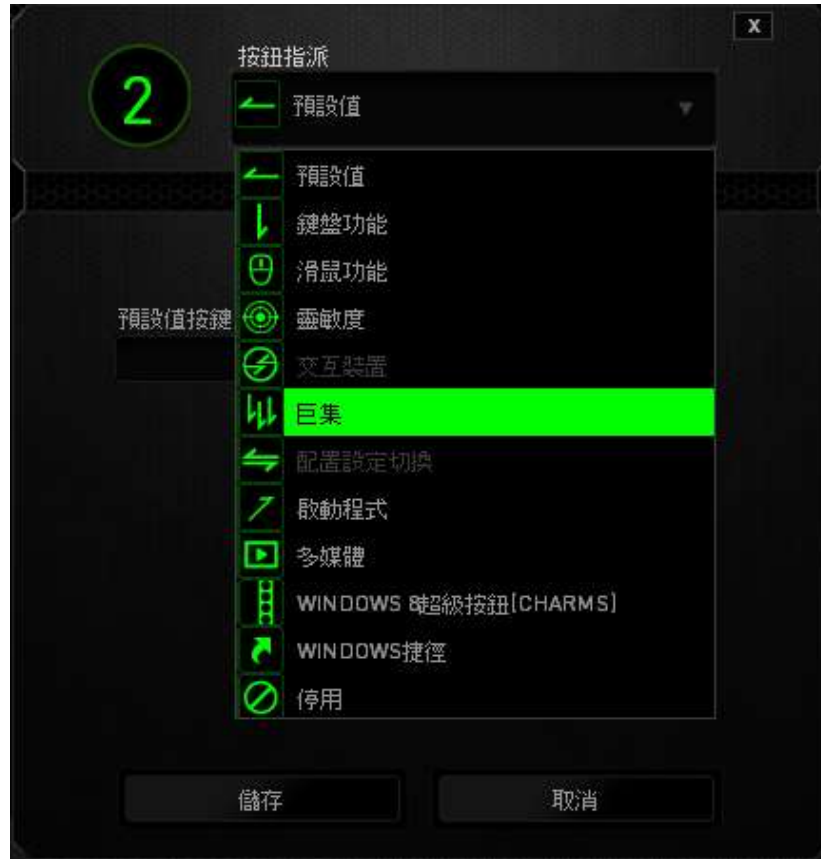 X
按鈕指派
2
預設值
預設值
鍵盤功能
滑鼠功能
預設值按鍵
靈敏度
交互裝置
巨集
配置設定切換
啟動程式
多媒體
WINDOWS 8超級按鈕[CHARMS]
WINDOWS捷徑
停用
儲存
取消